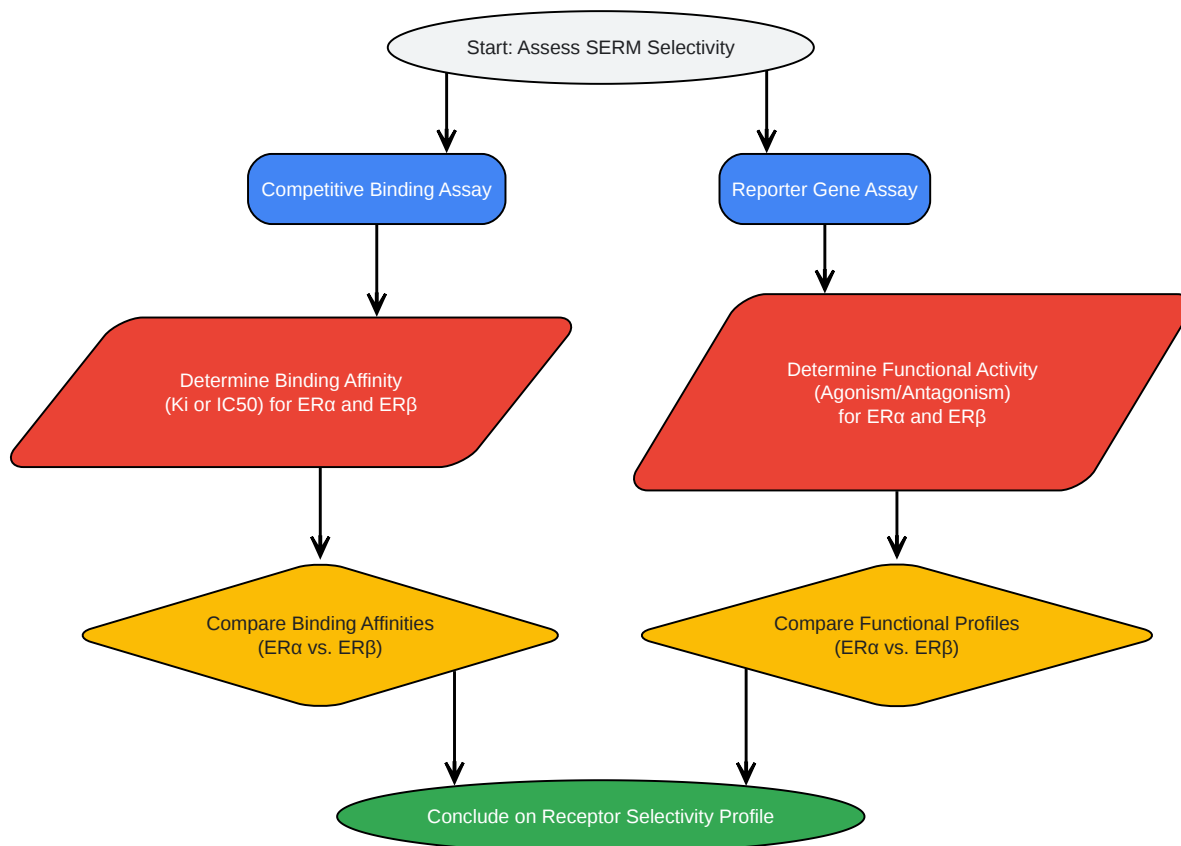 Start: Assess SERM Selectivity
Competitive Binding Assay
Reporter Gene Assay
Determine Binding Affinity
(Ki or IC50) for ERα and ERβ
Determine Functional Activity
(Agonism/Antagonism)
for ERα and ERβ
Compare Binding Affinities
(ERα vs. ERβ)
Compare Functional Profiles
(ERα vs. ERβ)
Conclude on Receptor Selectivity Profile